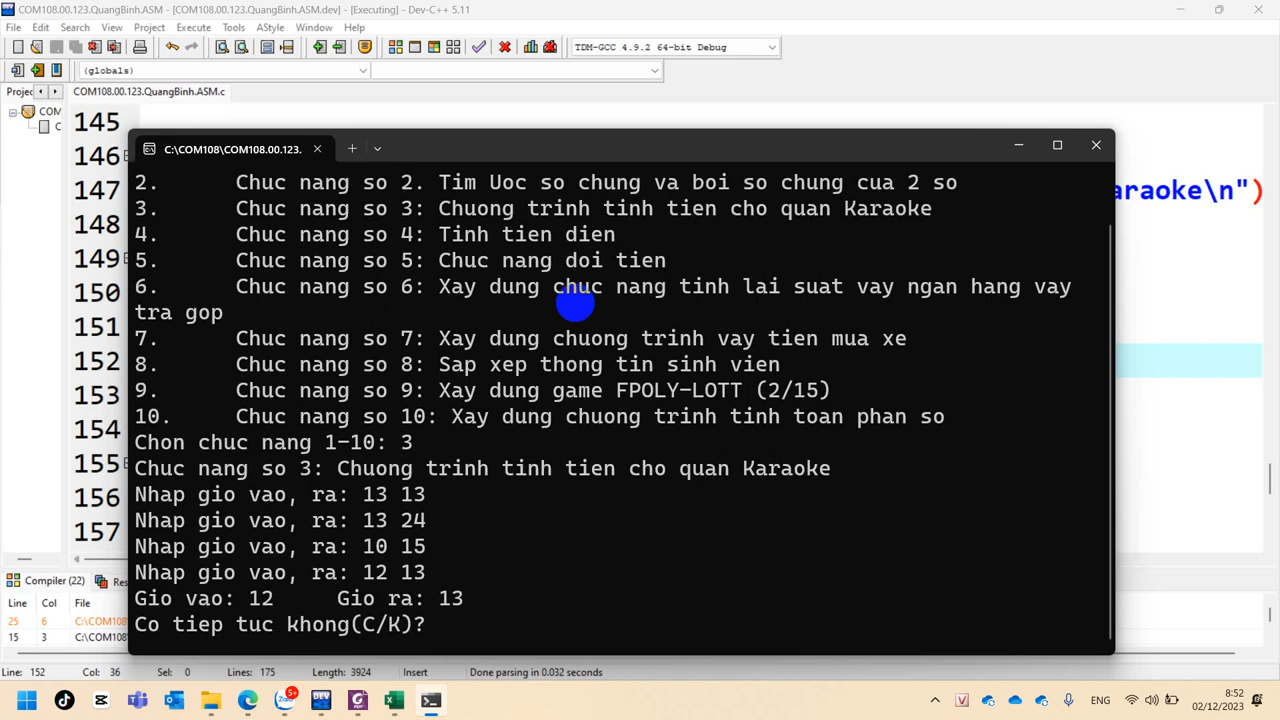 COM108.00.123.QuangBinh.ASM - [COM108.00.123.QuangBinh.ASM.dev] - [Executing] - Dev-C++ 5.11
File Edit Search View Project Execute Tools AStyle Window Help
TDM-GCC 4.9.2 64-bit Debug
(globals)
Projec
COM108.00.123.QuangBinh.ASM.c
COM
C
145
146
147
araoke\n")
148
149
150
151
152
153
154
155
156
157
C:\COM108\COM108.00.123.
2. Chuc nang so 2. Tim Uoc so chung va boi so chung cua 2 so
3. Chuc nang so 3: Chuong trinh tinh tien cho quan Karaoke
4. Chuc nang so 4: Tinh tien dien
5. Chuc nang so 5: Chuc nang doi tien
6. Chuc nang so 6: Xay dung chuc nang tinh lai suat vay ngan hang vay
tra gop
7. Chuc nang so 7: Xay dung chuong trinh vay tien mua xe
8. Chuc nang so 8: Sap xep thong tin sinh vien
9. Chuc nang so 9: Xay dung game FPOLY-LOTT (2/15)
10. Chuc nang so 10: Xay dung chuong trinh tinh toan phan so
Chon chuc nang 1-10: 3
Chuc nang so 3: Chuong trinh tinh tien cho quan Karaoke
Nhap gio vao, ra: 13 13
Nhap gio vao, ra: 13 24
Nhap gio vao, ra: 10 15
Nhap gio vao, ra: 12 13
Gio vao: 12 Gio ra: 13
Co tiep tuc khong(C/K)?
Compiler (22) Res
Line Col File
25 6 C:\COM1
15 3 C:\COM1
Line: 152 Col: 36 Sel: 0 Lines: 175 Length: 3924 Insert Done parsing in 0.032 seconds
5+
ENG
8:52
02/12/2023